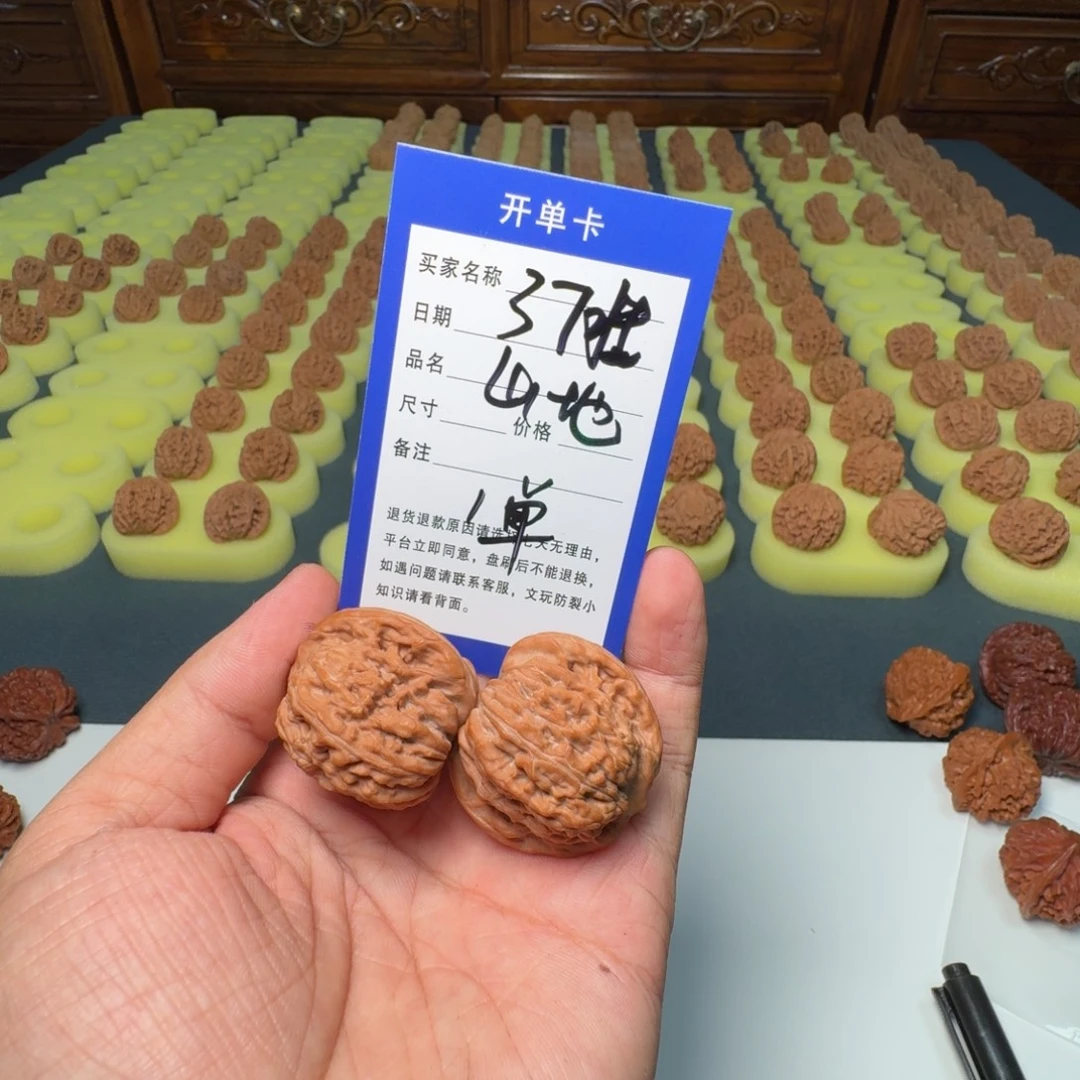 开单卡
买家名称
37班
日期
品名
山地
尺寸 价格
备注
1单
退货退款原因请选择七天无理由，
平台立即同意，盘刷后不能退换，
如遇问题请联系客服，文玩防裂小
知识请看背面。